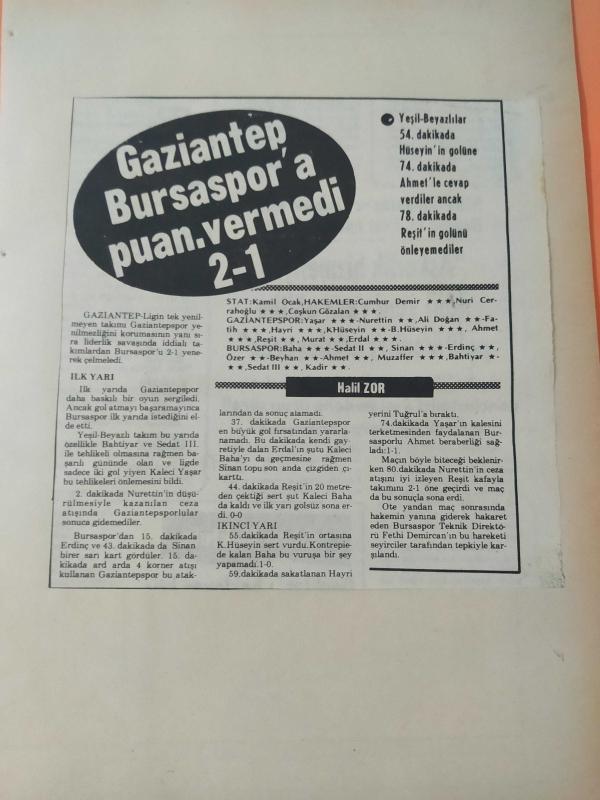 Gaziantep
Bursaspor'a
puan.vermedi
2-1
Yeşil-Beyazlılar
54. dakikada
Hüseyin'in golüne
74. dakikada
Ahmet'le cevap
verdiler ancak
78. dakikada
Reşit'in golünü
önleyemediler
STAT:Kamil Ocak,HAKEMLER:Cumhur Demir ★★★,Nuri Cer-
rahoğlu ★★★,Coşkun Gözalan ★★★.
GAZİANTEPSPOR:Yaşar ★★★-Nurettin ★★,Ali Doğan ★★-Fa-
tih ★★★,Hayri ★★,KHüseyin ★★-B.Hüseyin ★★★, Ahmet
★★★,Reşit ★★, Murat ★★,Erdal ★★★.
BURSASPOR:Baha ★★★-Sedat II ★★, Sinan ★★★-Erdinç ★★,
Özer ★★-Beyhan ★★-Ahmet ★★, Muzaffer ★★★,Bahtiyar ★-
★★,Sedat III ★★, Kadir ★★.
Halil ZOR
GAZİANTEP-Ligin tek yenil-
meyen takımı Gaziantepspor ye-
nilmezliğini korumasının yanı sı-
ra liderlik savaşında iddialı ta-
kımlardan Bursaspor'u 2-1 yene-
rek çelmeledi.
ILK YARI
Ilk yarıda Gaziantepspor
daha baskılı bir oyun sergiledi.
Ancak gol atmayı başaramayınca
Bursaspor ilk yarıda istediğini el-
de etti.
Yeşil-Beyazlı takım bu yarıda
özellikle Bahtiyar ve Sedat III.
ile tehlikeli olmasına rağmen ba-
şarılı gününde olan ve ligde
sadece iki gol yiyen Kaleci Yaşar
bu tehlikeleri önlemesini bildi.
2. dakikada Nurettin'in düşü-
rülmesiyle kazanılan ceza
atışında Gaziantepsporlular
sonuca gidemediler.
Bursaspor'dan 15. dakikada
Erdinç ve 43. dakikada da Sinan
birer sarı kart gördüler. 15. da-
kikada ard arda 4 korner atışı
kullanan Gaziantepspor bu atak-
larından da sonuç alamadı.
37. dakikada Gaziantepspor
en büyük gol fırsatından yararla-
namadı. Bu dakikada kendi gay-
retiyle dalan Erdal'ın şutu Kaleci
Baha'yı da geçmesine rağmen
Sinan topu son anda çizgiden çı-
karttı.
44. dakikada Reşit'in 20 metre-
den çektiği sert şut Kaleci Baha
da kaldı ve ilk yarı golsüz sona er-
di. 0-0
IKINCİ YARI
55.dakikada Reşit'in ortasına
K.Hüseyin sert vurdu.Kontrepie-
de kalan Baha bu vuruşa bir şey
yapamadı.1-0.
59.dakikada sakatlanan Hayri
yerini Tuğrul'a bıraktı.
74.dakikada Yaşar'ın kalesini
terketmesinden faydalanan Bur-
sasporlu Ahmet beraberliği sağ-
ladı:1-1.
Maçın böyle biteceği beklenir-
ken 80.dakikada Nurettin'in ceza
atışını iyi izleyen Reşit kafayla
takımını 2-1 öne geçirdi ve maç
da bu sonuçla sona erdi.
Ote yandan maç sonrasında
hakemin yanına giderek hakaret
eden Bursaspor Teknik Direktö-
rü Fethi Demircan'ın bu hareketi
seyirciler tarafından tepkiyle kar-
şılandı.